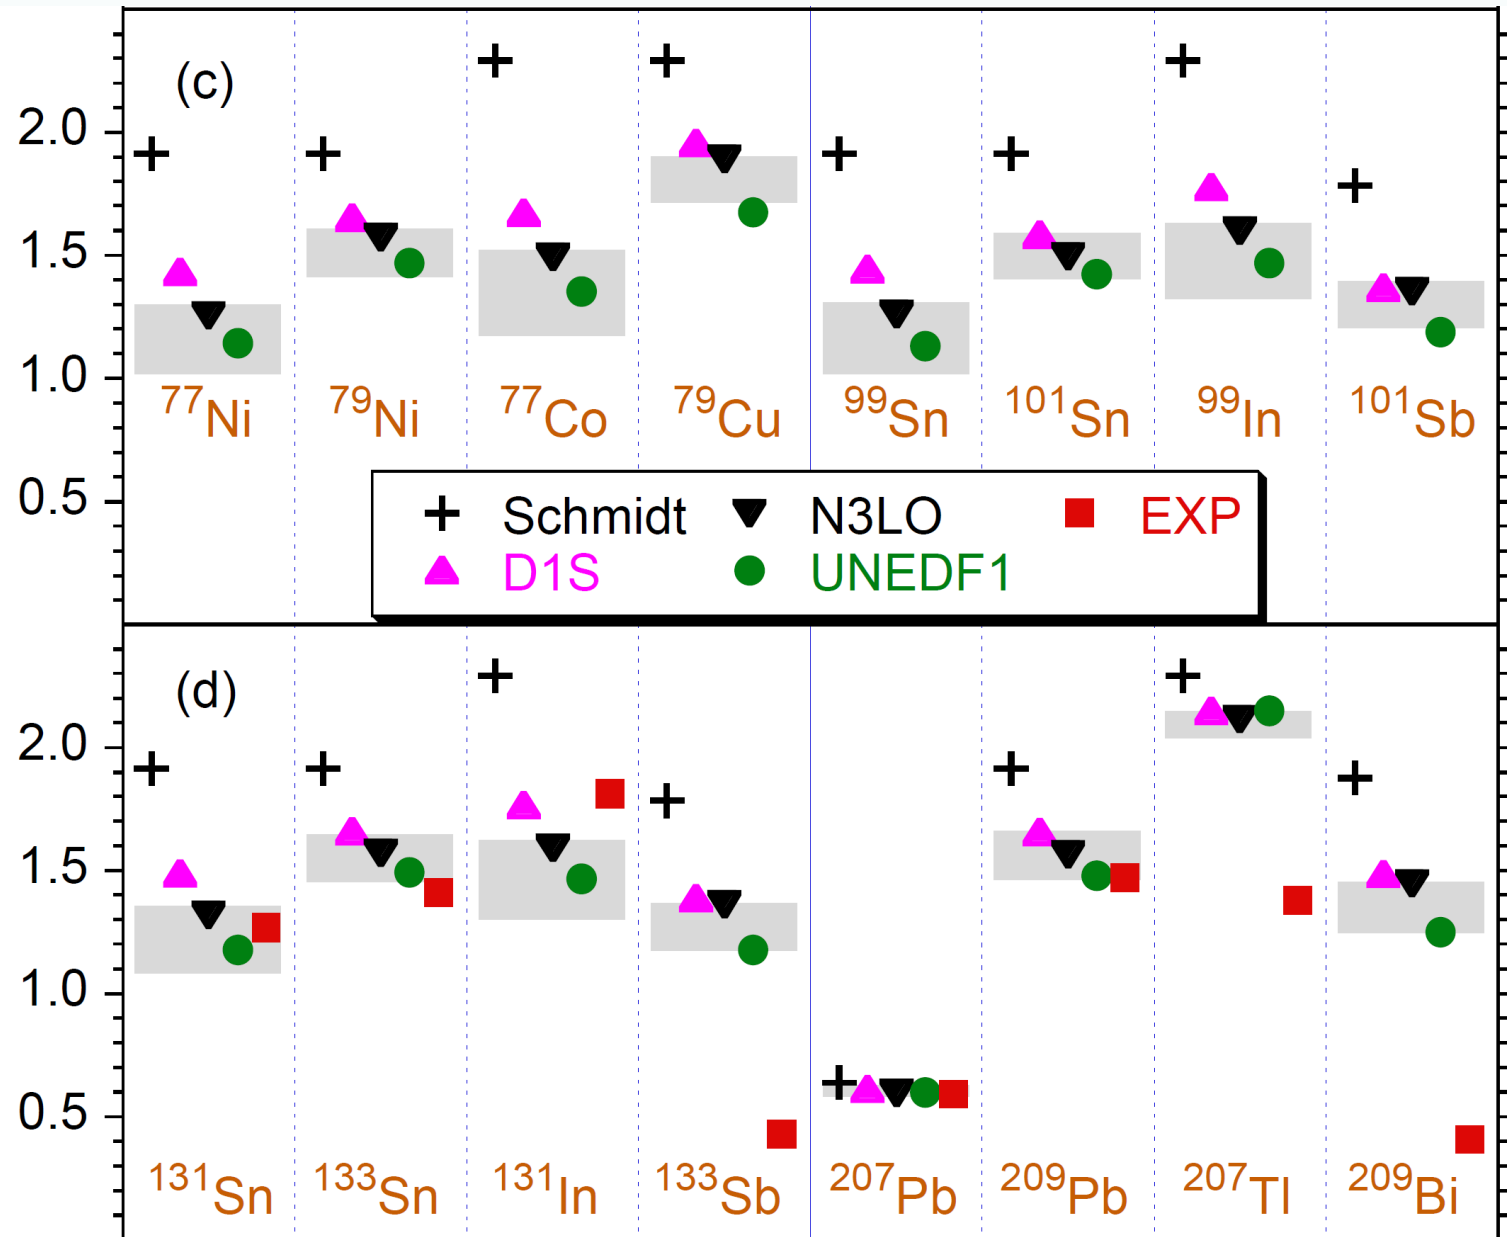 (c)
2.0
1.5
1.0
0.5
77Ni 79Ni 77Co 79Cu 99Sn 101Sn 99In 101Sb
Schmidt N3LO EXP
D1S UNEDF1
(d)
2.0
1.5
1.0
0.5
131Sn 133Sn 131In 133Sb 207Pb 209Pb 207Tl 209Bi